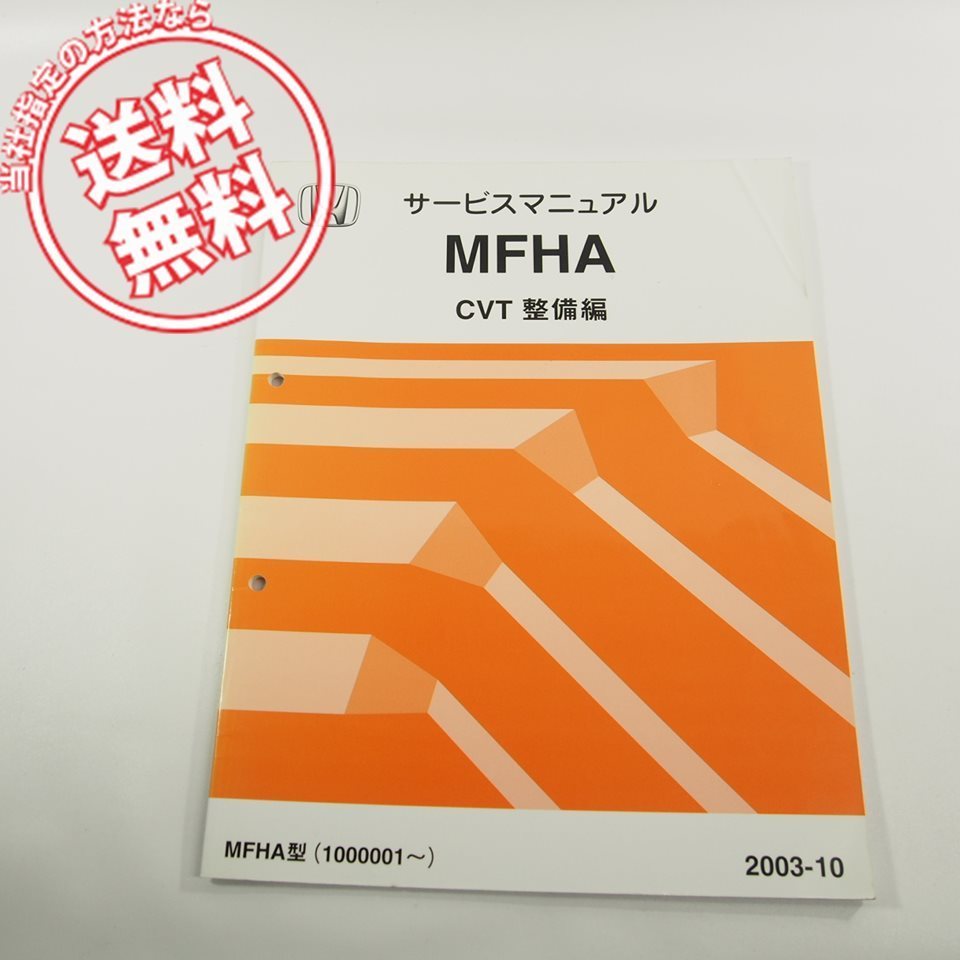 当社指定の方法なら
送料
無料
サービスマニュアル
MFHA
CVT 整備編
MFHA型 (1000001～)
2003-10